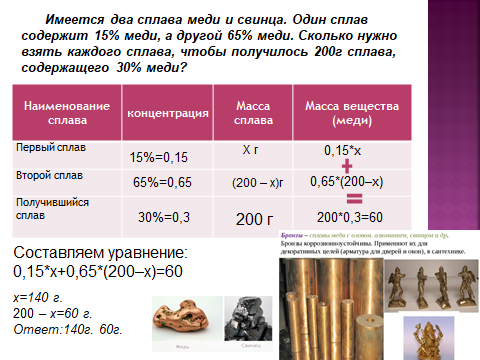 Имеется два сплава меди и свинца. Один сплав
содержит 15% меди, а другой 65% меди. Сколько нужно
взять каждого сплава, чтобы получилось 200г сплава,
содержащего 30% меди?
Наименование сплава концентрация Масса сплава Масса вещества (меди)
Первый сплав 15%=0,15 X г 0,15*x
+
Второй сплав 65%=0,65 (200 – x)г 0,65*(200–x)
=
Получившийся сплав 30%=0,3 200 г 200*0,3=60
Составляем уравнение:
0,15*x+0,65*(200–x)=60
x=140 г.
200 – x=60 г.
Ответ:140г. 60г.
Бронзы – сплавы меди с оловом, алюминием, свинцом и др.
Бронзы коррозионноустойчивы. Применяют их для
декоративных целей (арматура для дверей и окон), в сантехнике.
Медь
Свинец